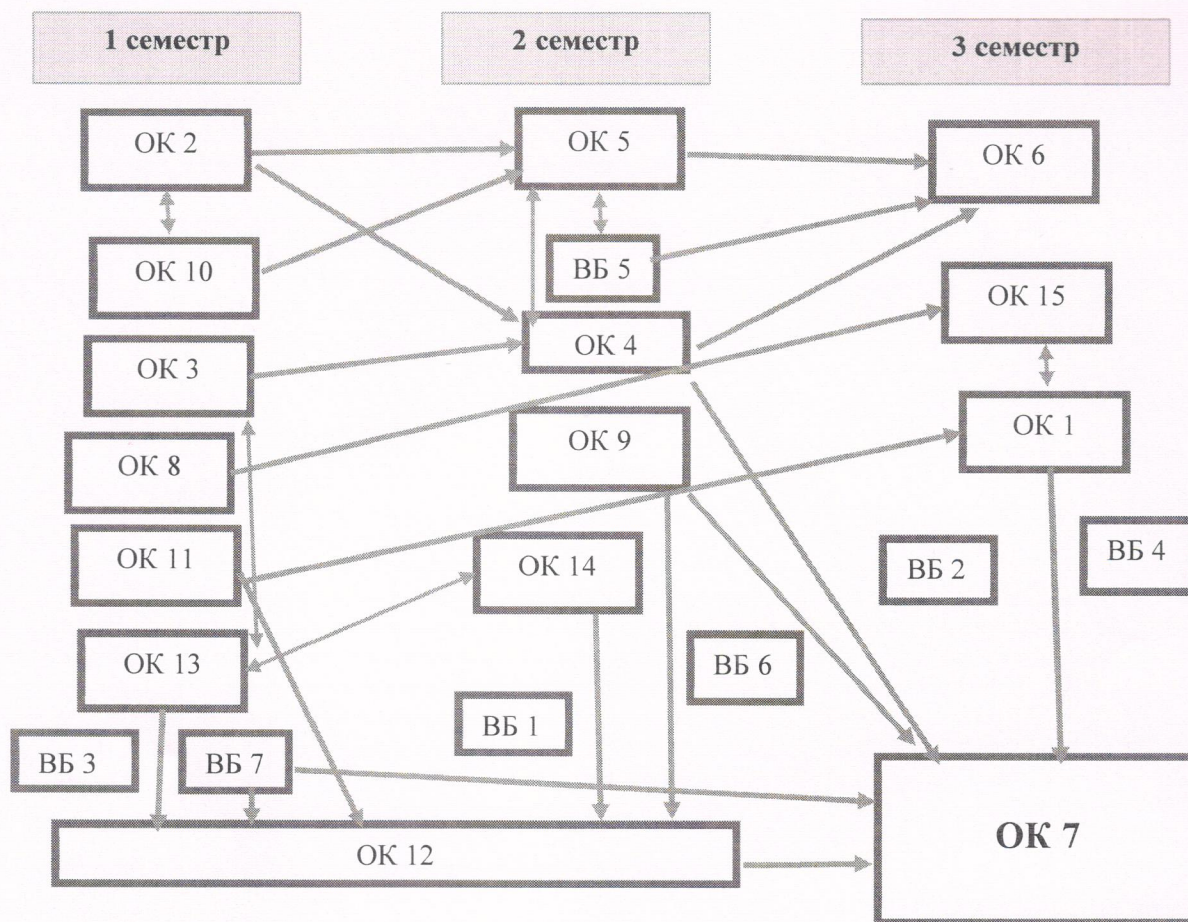 1 семестр
2 семестр
3 семестр
ОК 2
ОК 5
ОК 6
ОК 10
ВБ 5
ОК 15
ОК 3
ОК 4
ОК 8
ОК 9
ОК 1
ОК 11
ОК 14
ВБ 2
ВБ 4
ОК 13
ВБ 6
ВБ 3
ВБ 7
ВБ 1
ОК 12
ОК 7